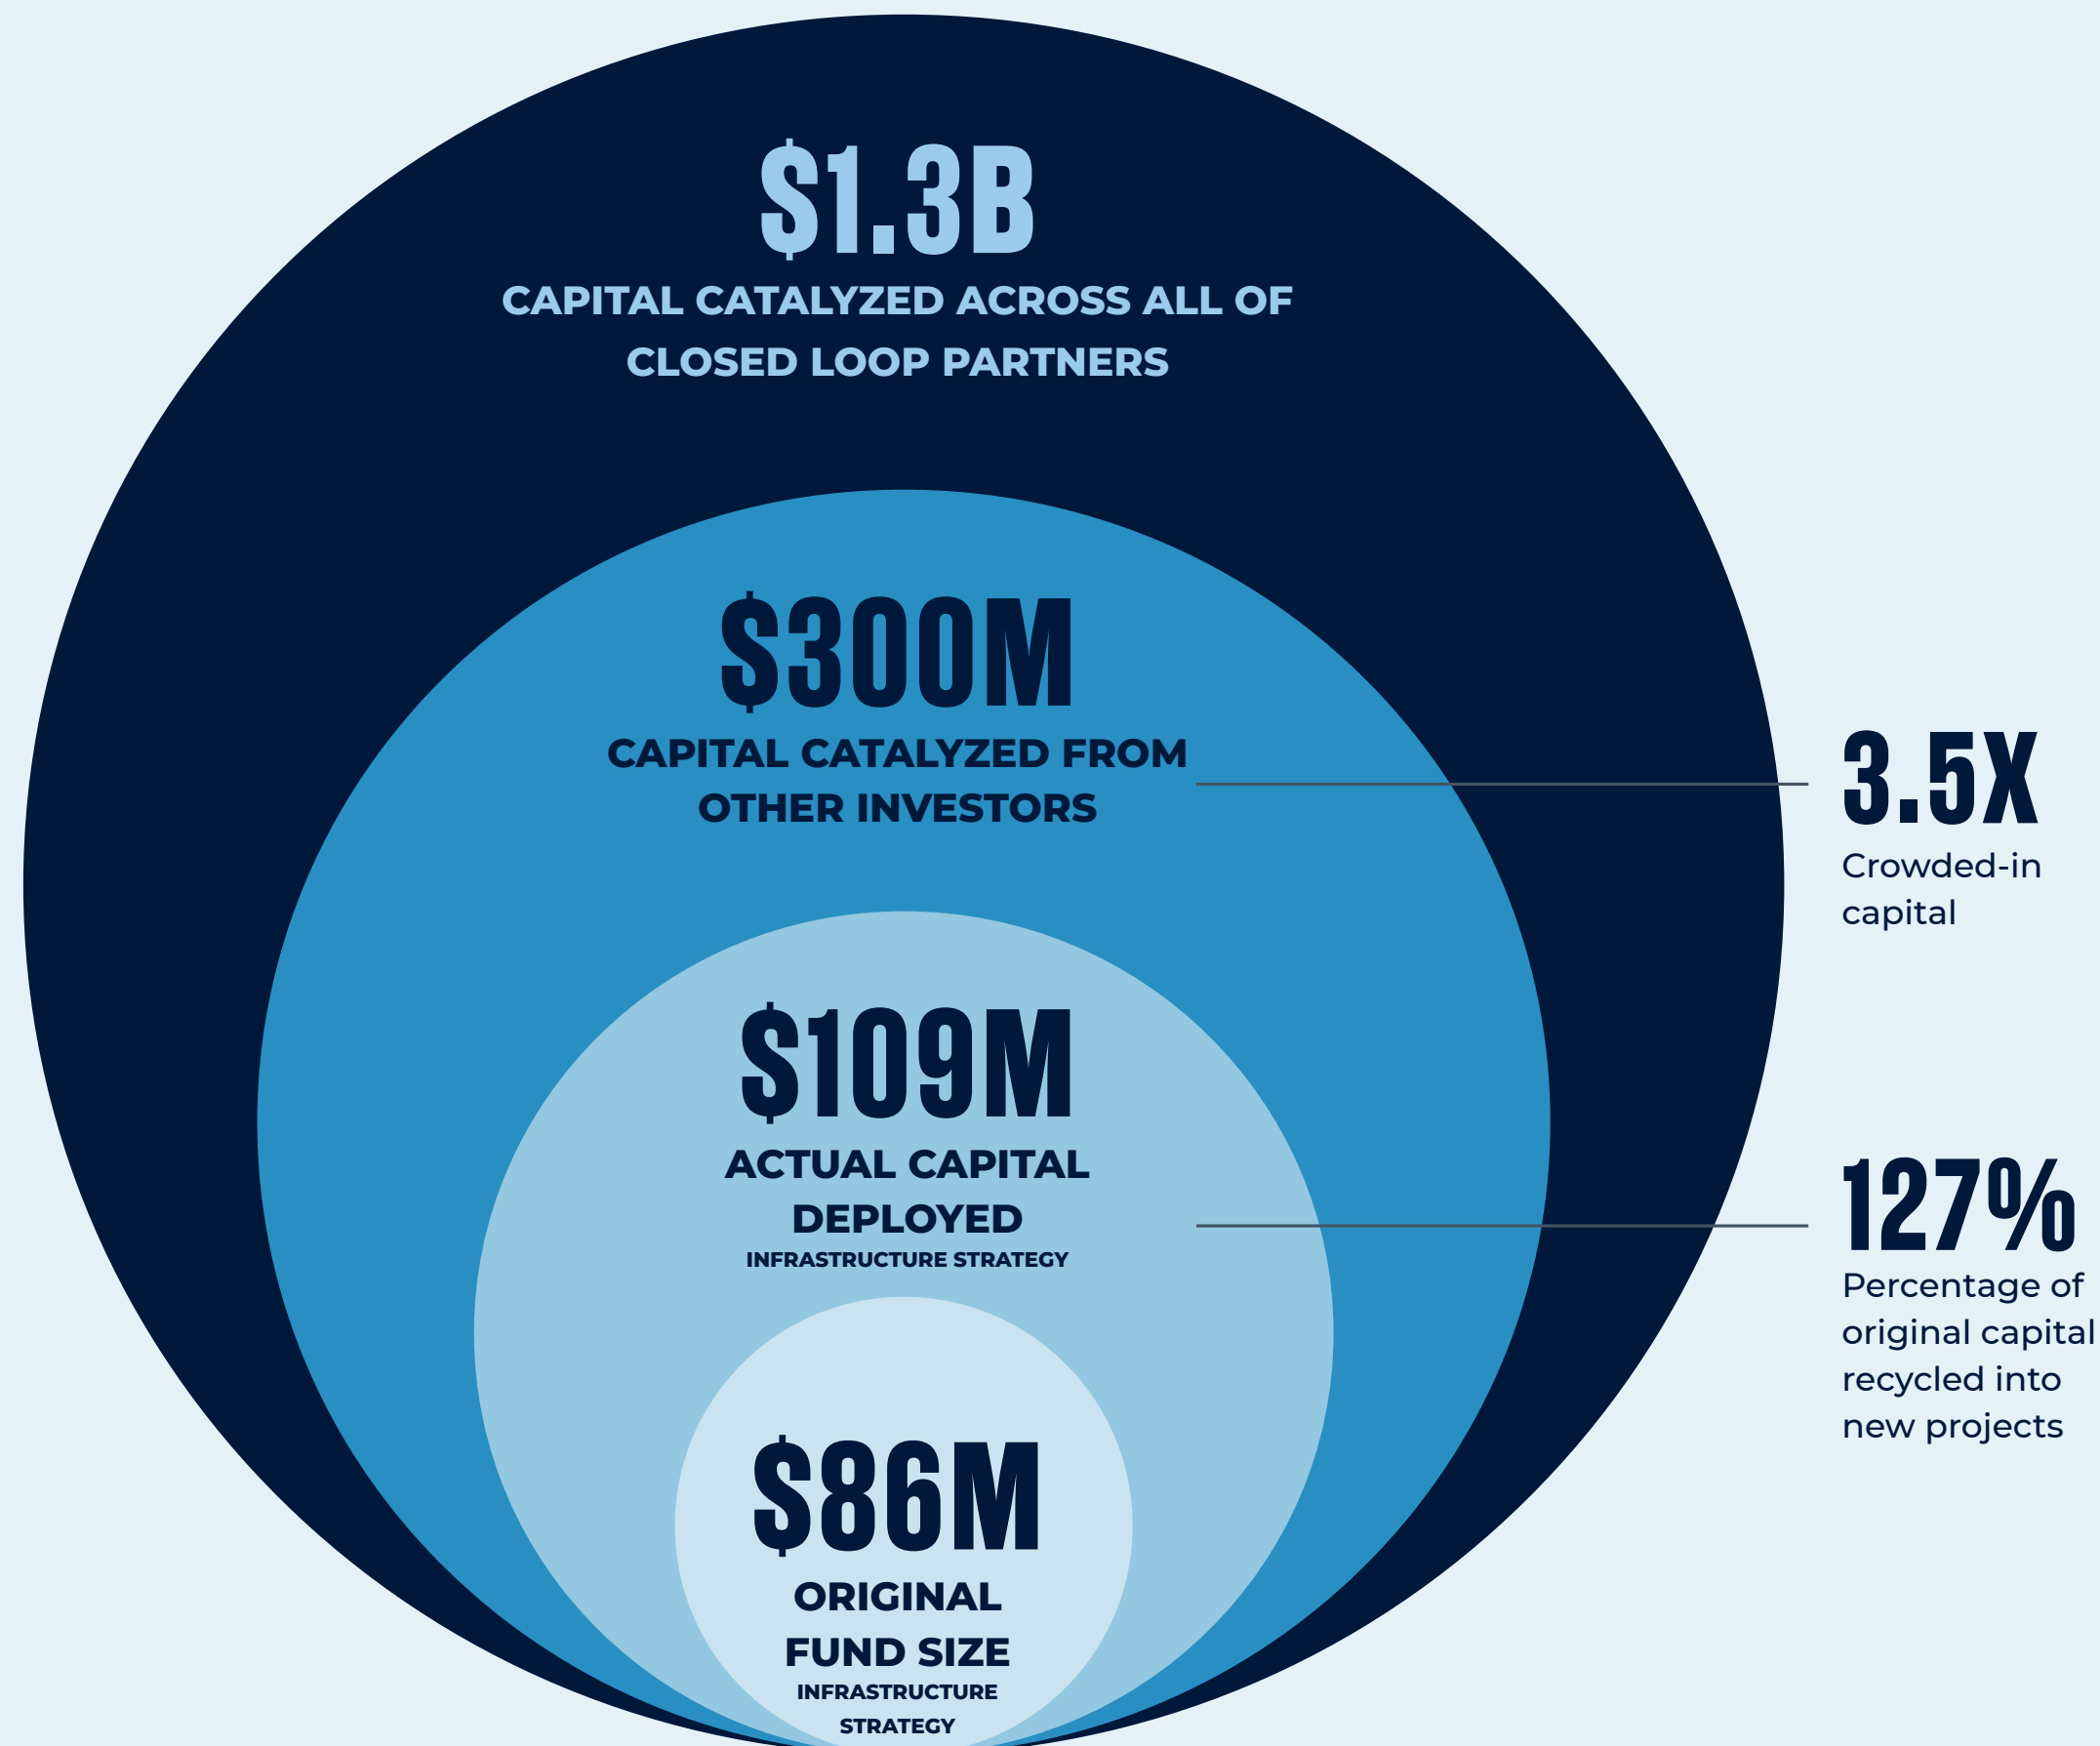 $1.3B
CAPITAL CATALYZED ACROSS ALL OF
CLOSED LOOP PARTNERS
$300M
CAPITAL CATALYZED FROM
OTHER INVESTORS
3.5X
Crowded-in
capital
$109M
ACTUAL CAPITAL
DEPLOYED
INFRASTRUCTURE STRATEGY
127%
Percentage of
original capital
recycled into
new projects
$86M
ORIGINAL
FUND SIZE
INFRASTRUCTURE
STRATEGY